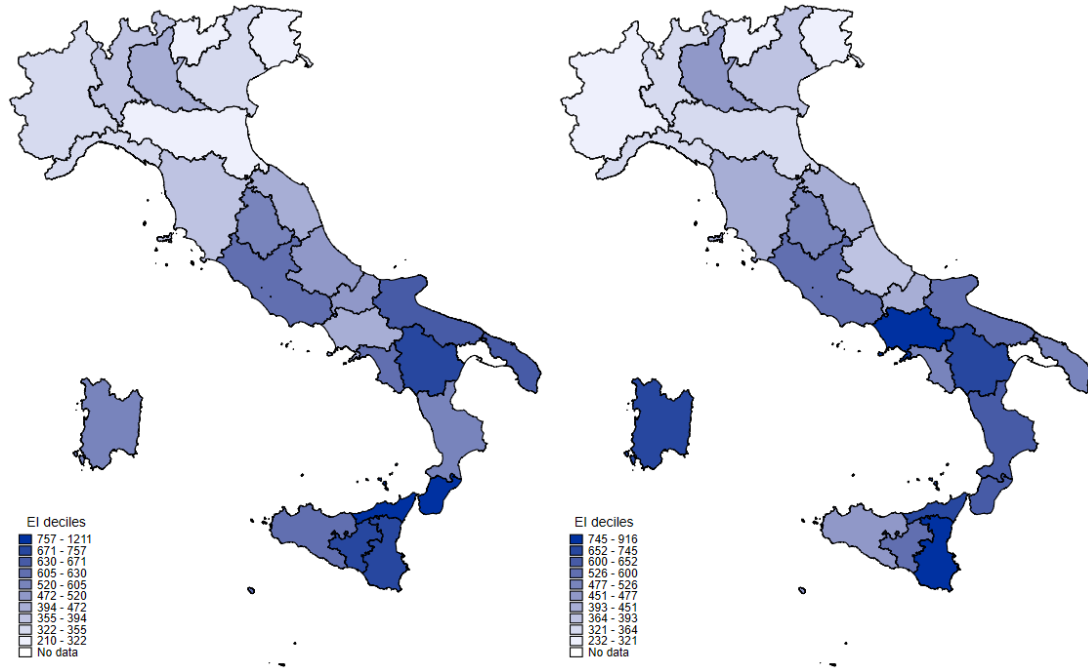 EI deciles
757 - 1211
671 - 757
630 - 671
605 - 630
520 - 605
472 - 520
394 - 472
355 - 394
322 - 355
210 - 322
No data
EI deciles
745 - 916
652 - 745
600 - 652
526 - 600
477 - 526
451 - 477
393 - 451
364 - 393
321 - 364
232 - 321
No data